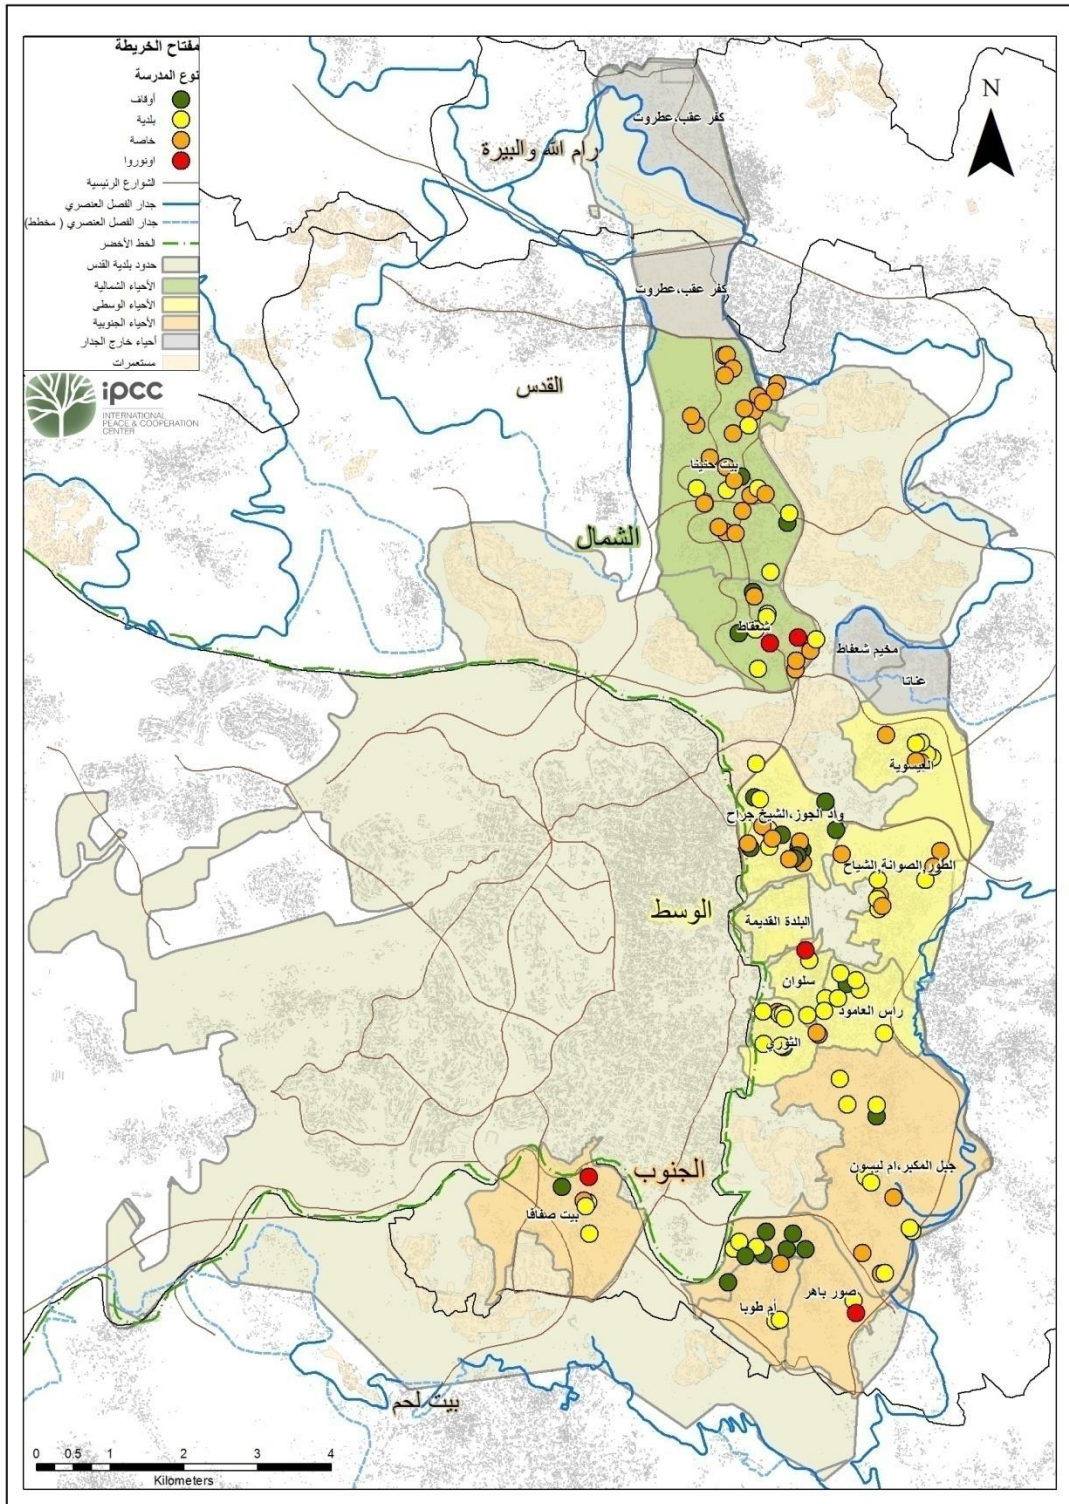 مفتاح الخريطة
نوع المدرسة
أوقاف
بلدية
خاصة
اونوروا
الشوارع الرئيسية
جدار الفصل العنصري
جدار الفصل العنصري ( مخطط)
الخط الأخضر
حدود بلدية القدس
الأحياء الشمالية
الأحياء الوسطى
الأحياء الجنوبية
أحياء خارج الجدار
مستعمرات
ipcc
INTERNATIONAL
PEACE & COOPERATION
CENTER
N
كفر عقب،عطروت
رام الله والبيرة
كفر عقب،عطروت
القدس
بيت حنينا
الشمال
شعفاط
مخيم شعفاط
عناتا
العيسوية
واد الجوز،الشيخ جراح
الطور،الصوانة،الشياح
الوسط
البلدة القديمة
سلوان
راس العامود
الثوري
الجنوب
جبل المكبر،ام ليسون
بيت صفافا
صور باهر
أم طوبا
بيت لحم
0 0.5 1 2 3 4
Kilometers